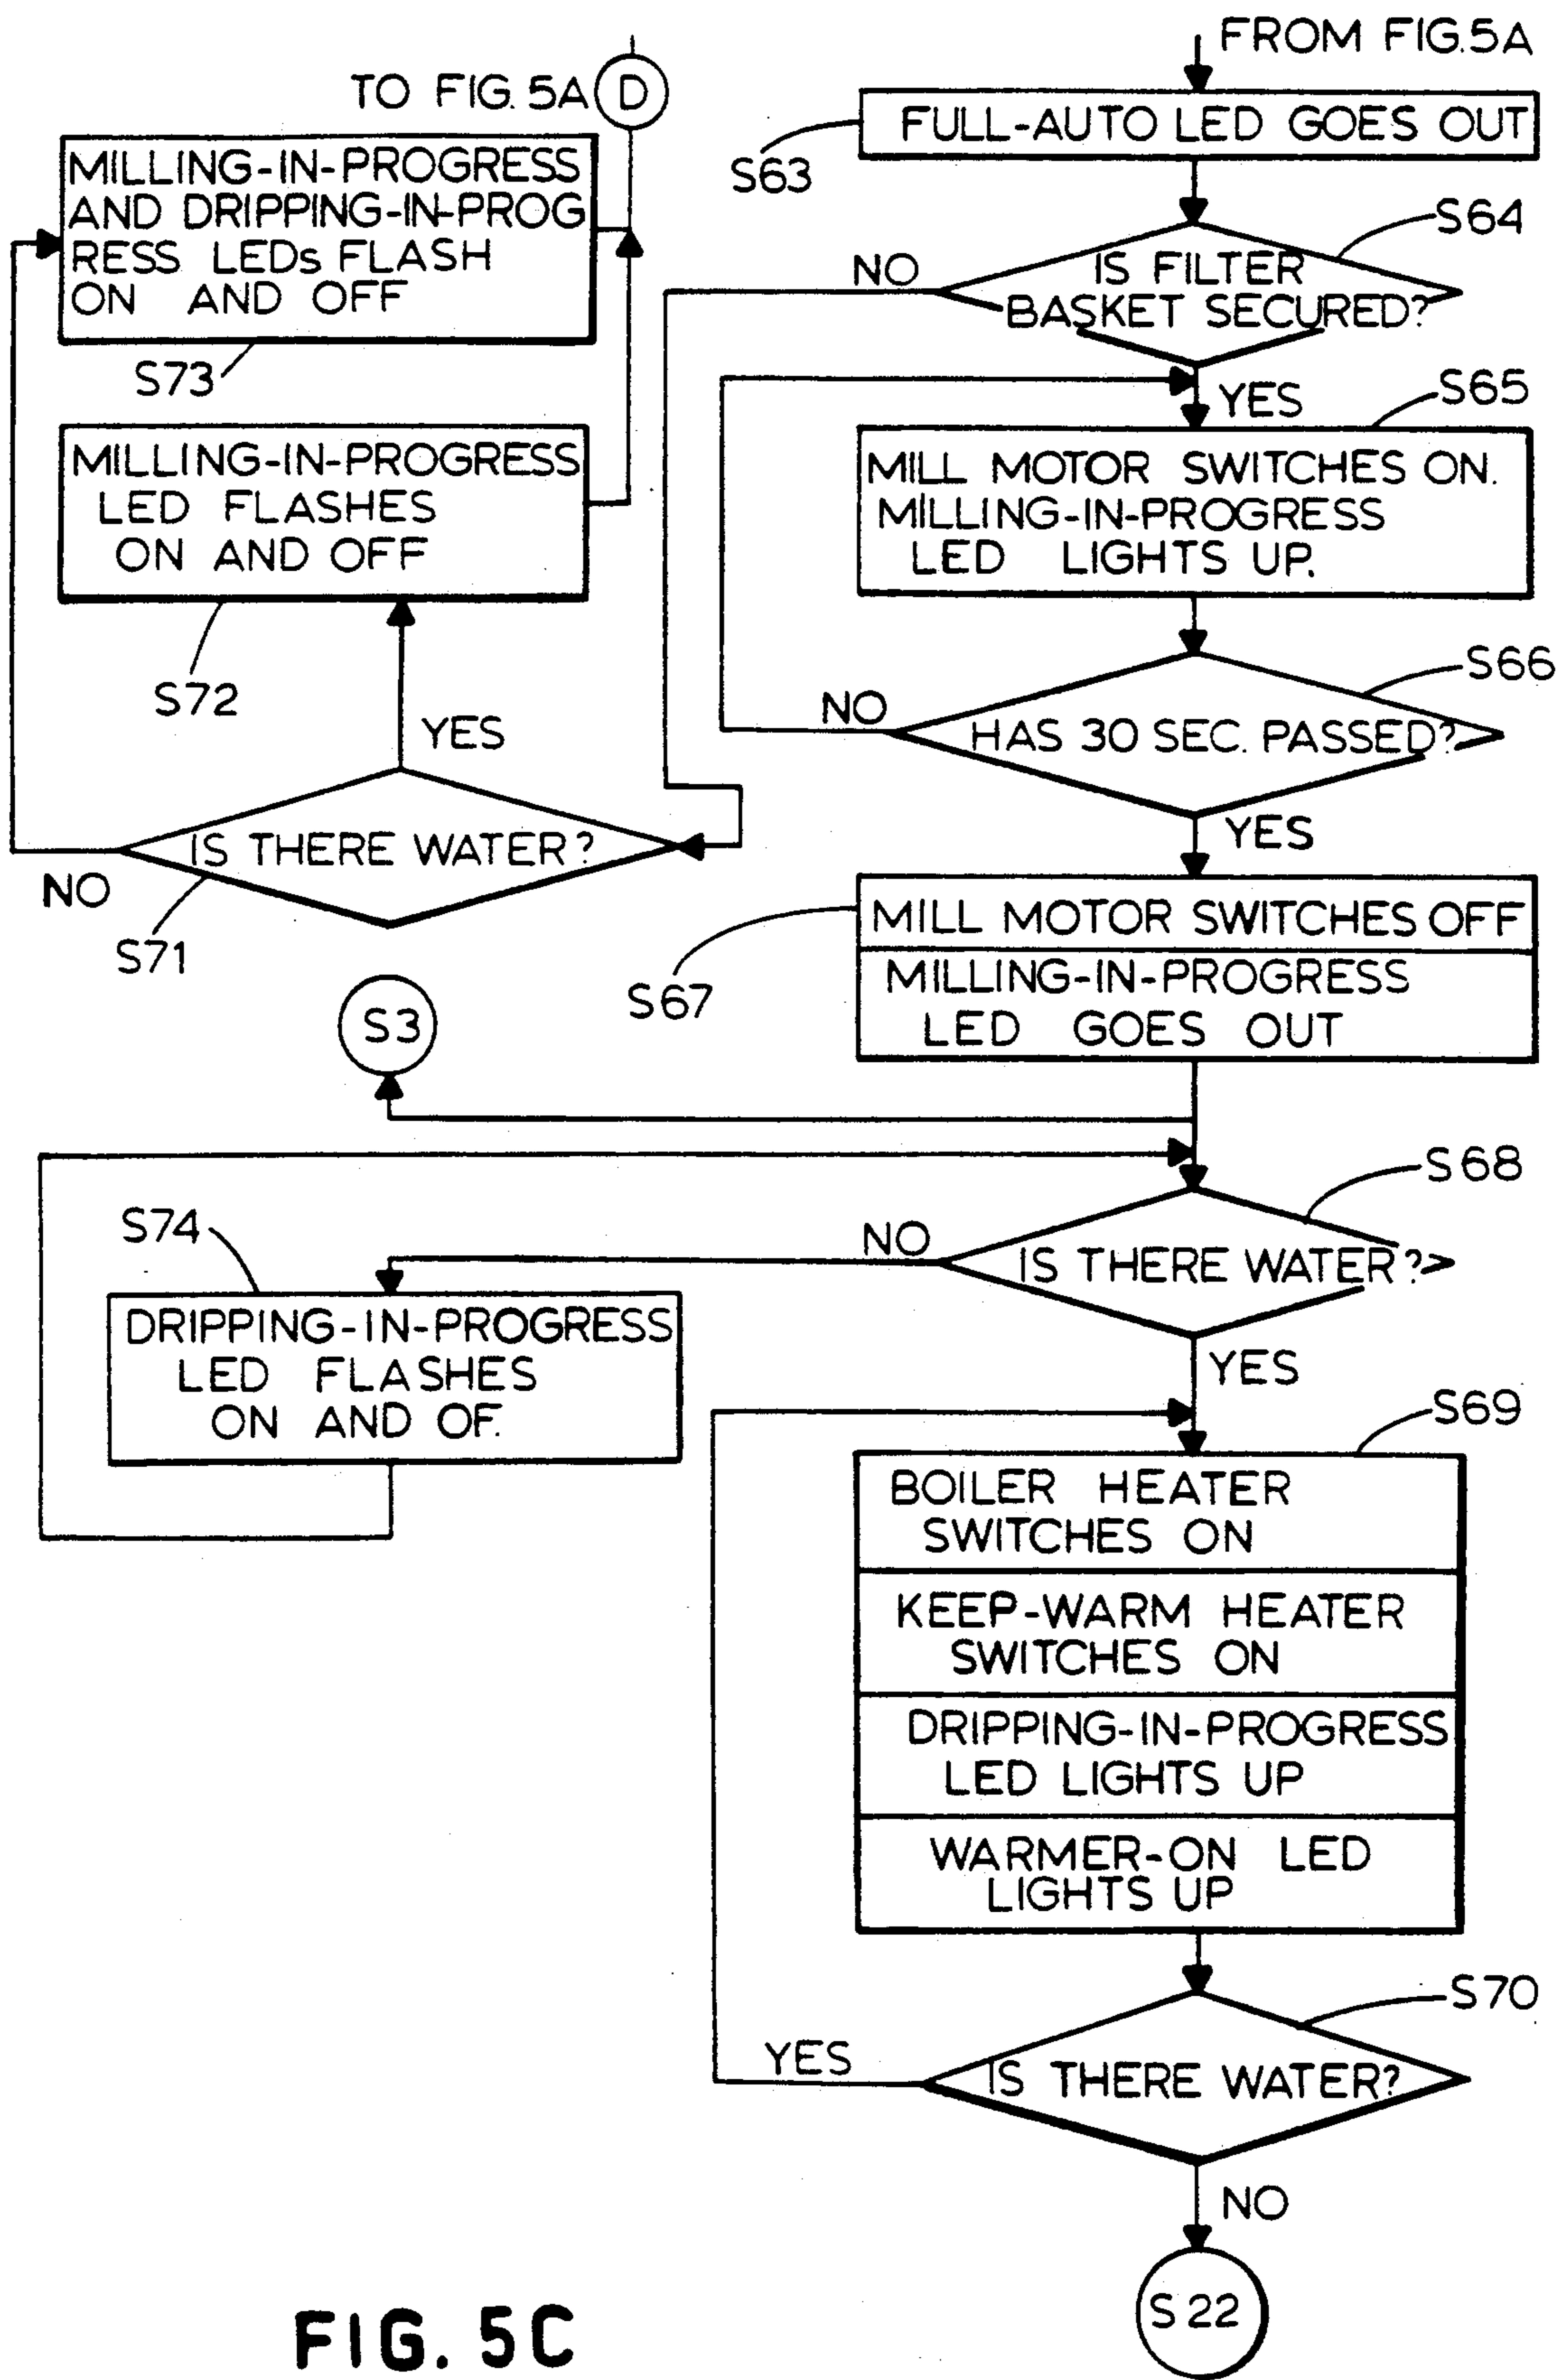 FROM FIG.5A
FULL-AUTO LED GOES OUT
S63
S64
IS FILTER
BASKET SECURED?
NO
YES
S65
MILL MOTOR SWITCHES ON.
MILLING-IN-PROGRESS
LED LIGHTS UP.
S66
HAS 30 SEC. PASSED?
NO
YES
S67
MILL MOTOR SWITCHES OFF
MILLING-IN-PROGRESS
LED GOES OUT
S3
S68
IS THERE WATER?
NO
YES
S74
DRIPPING-IN-PROGRESS
LED FLASHES
ON AND OF.
S69
BOILER HEATER
SWITCHES ON
KEEP-WARM HEATER
SWITCHES ON
DRIPPING-IN-PROGRESS
LED LIGHTS UP
WARMER-ON LED
LIGHTS UP
S70
IS THERE WATER?
YES
NO
S22
TO FIG. 5A D
MILLING-IN-PROGRESS
AND DRIPPING-IN-PROG
RESS LEDs FLASH
ON AND OFF
S73
MILLING-IN-PROGRESS
LED FLASHES
ON AND OFF
S72
YES
IS THERE WATER?
NO
S71
FIG. 5C